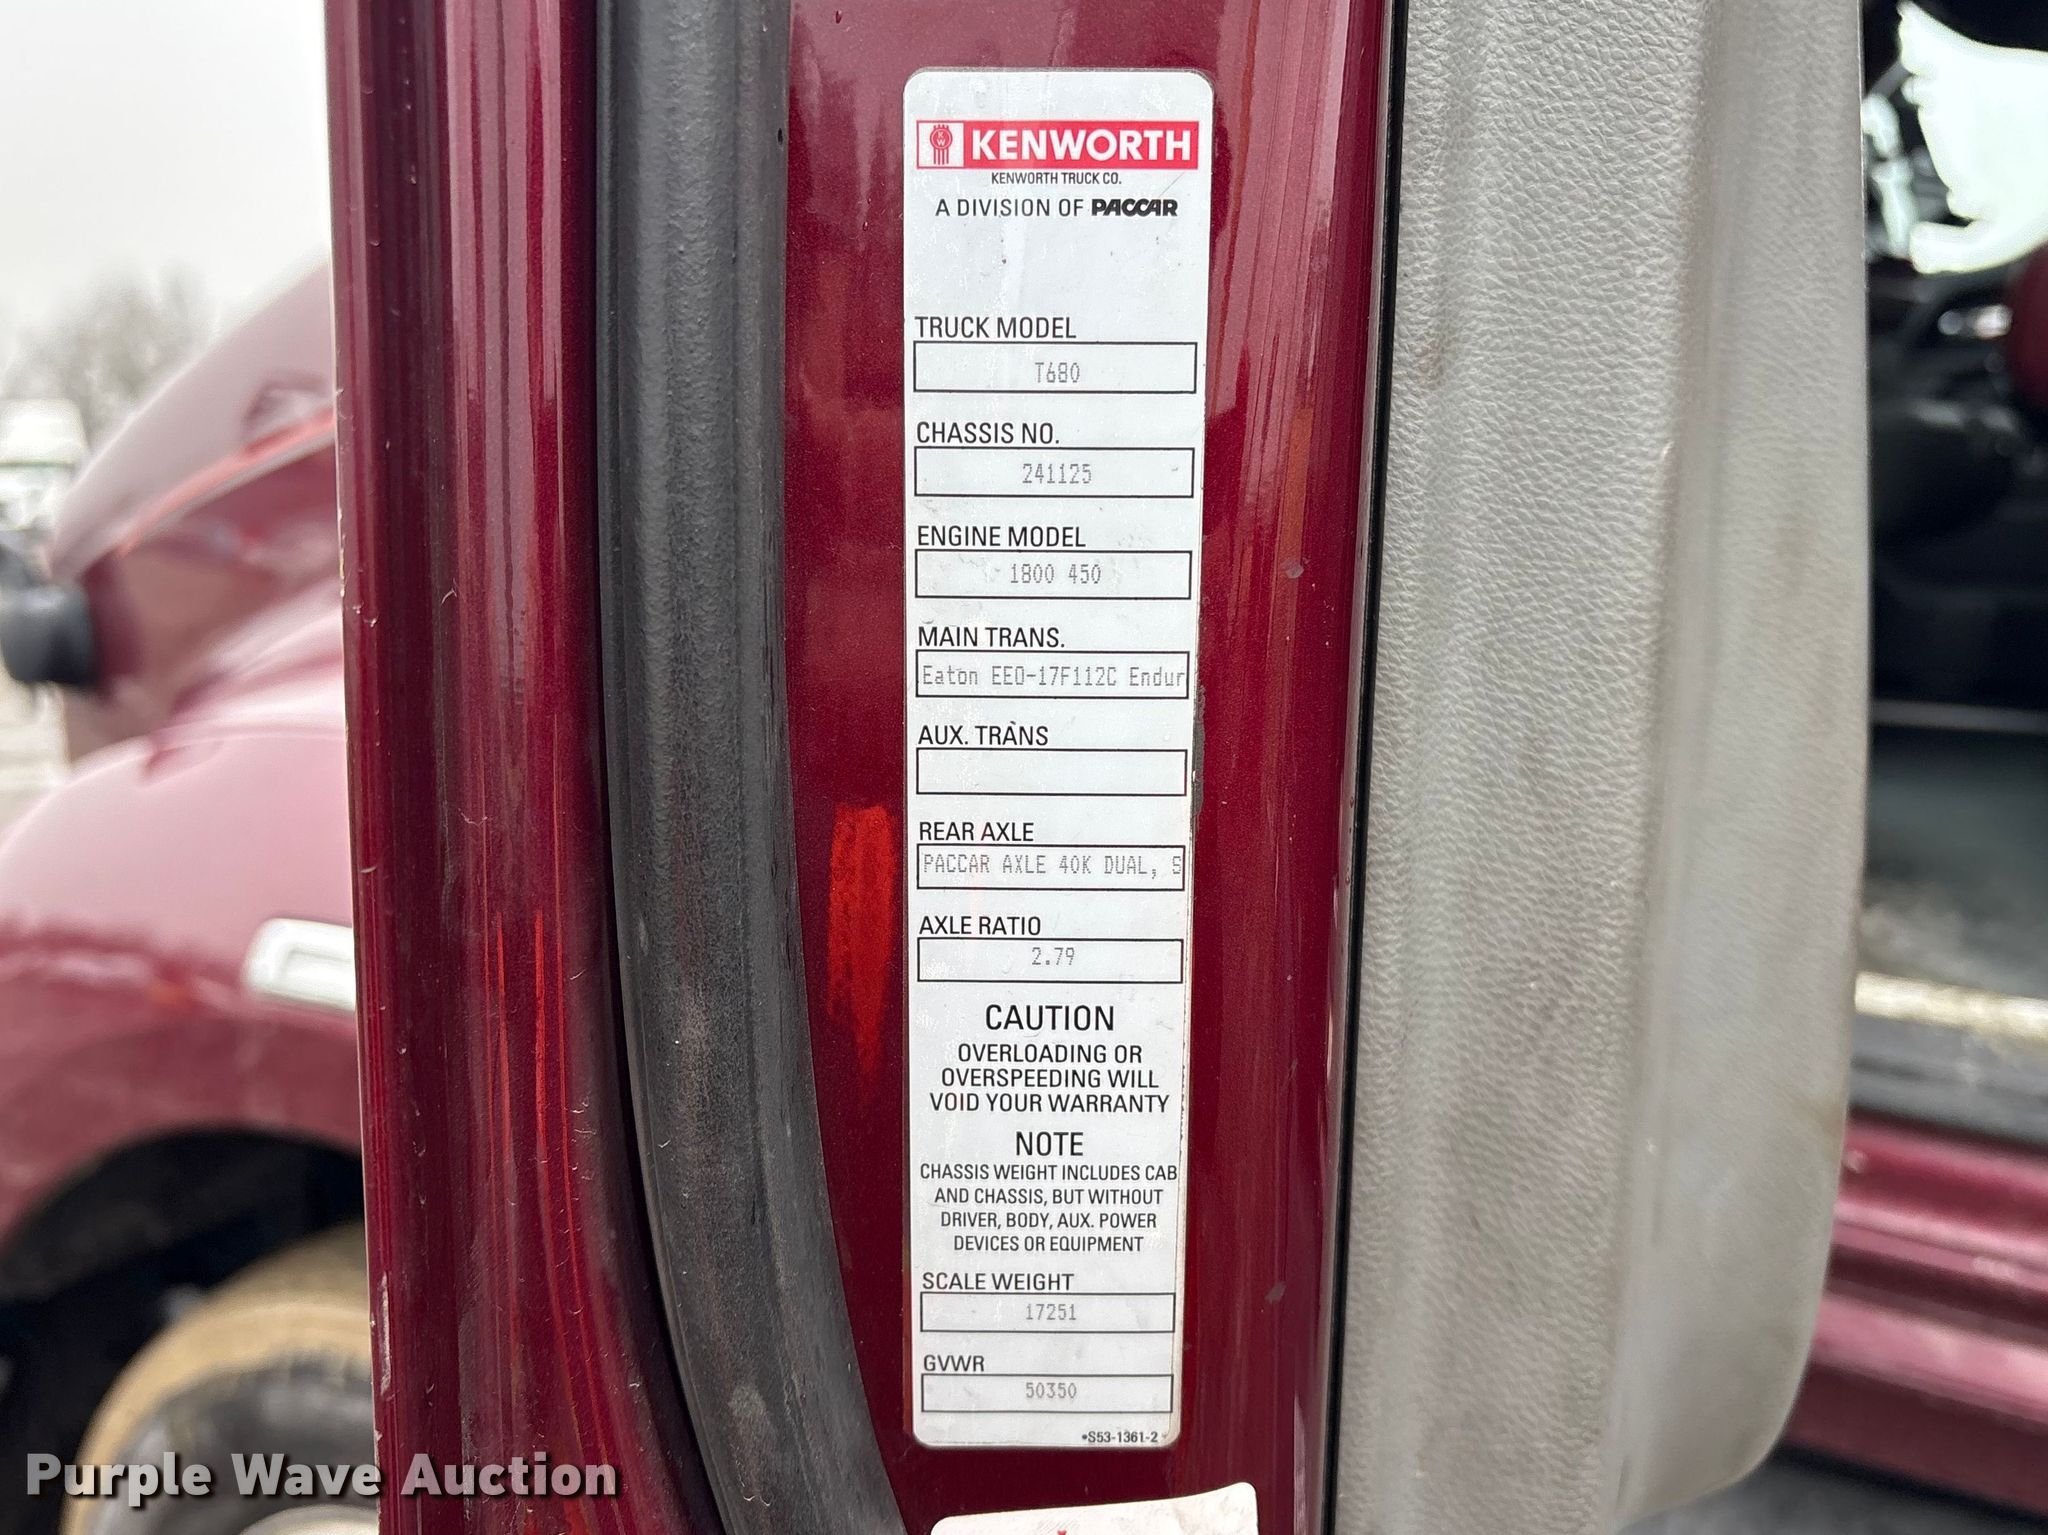 KENWORTH
KENWORTH TRUCK CO.
A DIVISION OF PACCAR
TRUCK MODEL
T680
CHASSIS NO.
241125
ENGINE MODEL
1800 450
MAIN TRANS.
Eaton EEO-17F112C Endur
AUX. TRANS
REAR AXLE
PACCAR AXLE 40K DUAL, S
AXLE RATIO
2.79
CAUTION
OVERLOADING OR
OVERSPEEDING WILL
VOID YOUR WARRANTY
NOTE
CHASSIS WEIGHT INCLUDES CAB
AND CHASSIS, BUT WITHOUT
DRIVER, BODY, AUX. POWER
DEVICES OR EQUIPMENT
SCALE WEIGHT
17251
GVWR
50350
•S53-1361-2
Purple Wave Auction